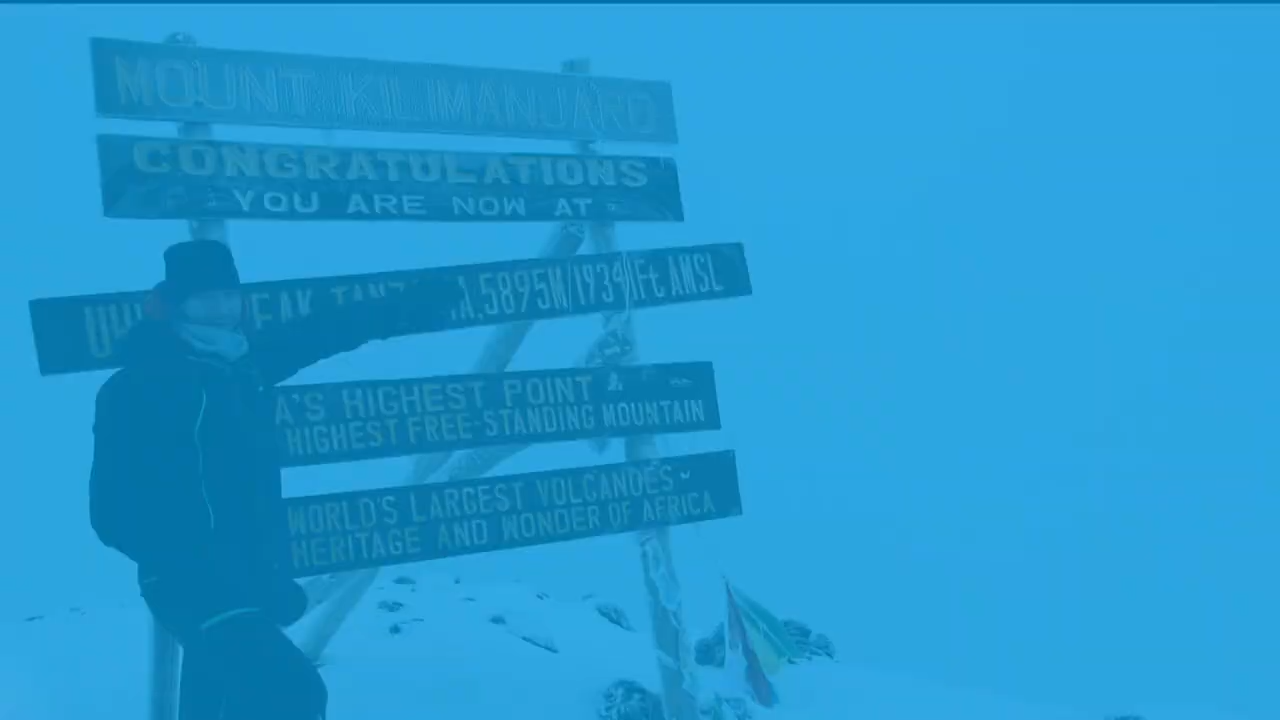 MOUNT KILIMANJARO
CONGRATULATIONS
YOU ARE NOW AT
5895M/19341Ft AMSL
A'S HIGHEST POINT
HIGHEST FREE-STANDING MOUNTAIN
WORLD'S LARGEST VOLCANOES
HERITAGE AND WONDER OF AFRICA